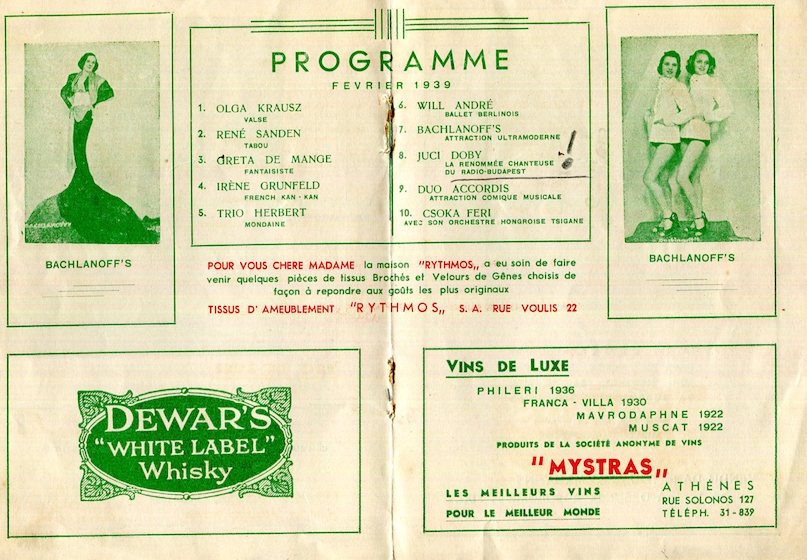 PROGRAMME
FEVRIER 1939
1. OLGA KRAUSZ
VALSE
2. RENÉ SANDEN
TABOU
3. GRETA DE MANGE
FANTAISISTE
4. IRÈNE GRUNFELD
FRENCH KAN - KAN
5. TRIO HERBERT
MONDAINE
6. WILL ANDRÉ
BALLET BERLINOIS
7. BACHLANOFF'S
ATTRACTION ULTRAMODERNE
8. JUCI DOBY
LA RENOMMÉE CHANTEUSE
DU RADIO-BUDAPEST
!
9. DUO ACCORDIS
ATTRACTION COMIQUE MUSICALE
10. CSOKA FERI
AVEC SON ORCHESTRE HONGROISE TSIGANE
BACHLANOFF
BACHLANOFF'S
BACHLANOFF'S
POUR VOUS CHERE MADAME la maison "RYTHMOS„ a eu soin de faire
venir quelques pièces de tissus Brochés et Velours de Gênes choisis de
façon à repondre aux goûts les plus originaux
TISSUS D' AMEUBLEMENT "RYTHMOS„ S. A. RUE VOULIS 22
DEWAR'S
"WHITE LABEL"
Whisky
VINS DE LUXE
PHILERI 1936
FRANCA - VILLA 1930
MAVRODAPHNE 1922
MUSCAT 1922
PRODUITS DE LA SOCIÉTÉ ANONYME DE VINS
"MYSTRAS„
LES MEILLEURS VINS
POUR LE MEILLEUR MONDE
ATHÉNES
RUE SOLONOS 127
TÉLÉPH. 31-839